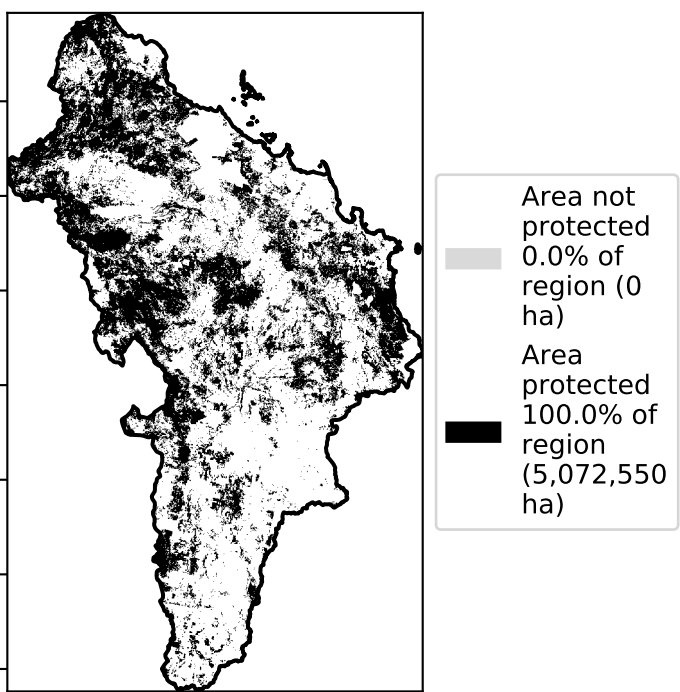 Area not
protected
0.0% of
region (0
ha)
Area
protected
100.0% of
region
(5,072,550
ha)